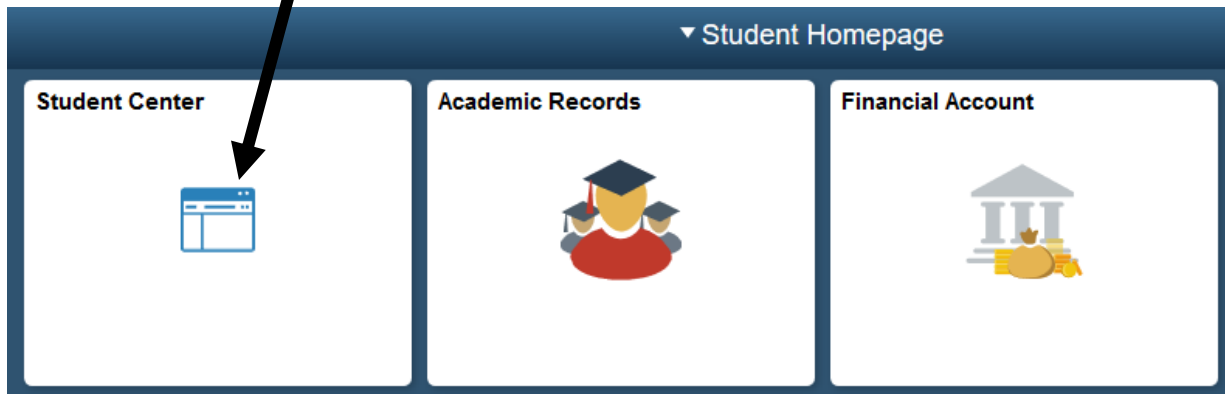 Student Homepage
Student Center
Academic Records
Financial Account